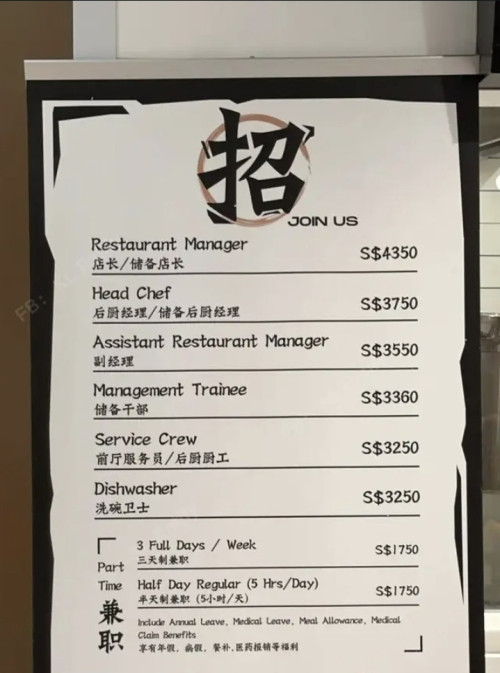 招
JOIN US
Restaurant Manager
店长/储备店长
S$4350
Head Chef
后厨经理/储备后厨经理
S$3750
Assistant Restaurant Manager
副经理
S$3550
Management Trainee
储备干部
S$3360
Service Crew
前厅服务员/后厨厨工
S$3250
Dishwasher
洗碗卫士
S$3250
Part
Time
兼
职
3 Full Days / Week
三天制兼职
S$1750
Half Day Regular (5 Hrs/Day)
半天制兼职 (5小时/天)
S$1750
Include Annual Leave, Medical Leave, Meal Allowance, Medical
Claim Benefits
享有年假, 病假, 餐补,医药报销等福利
FB: